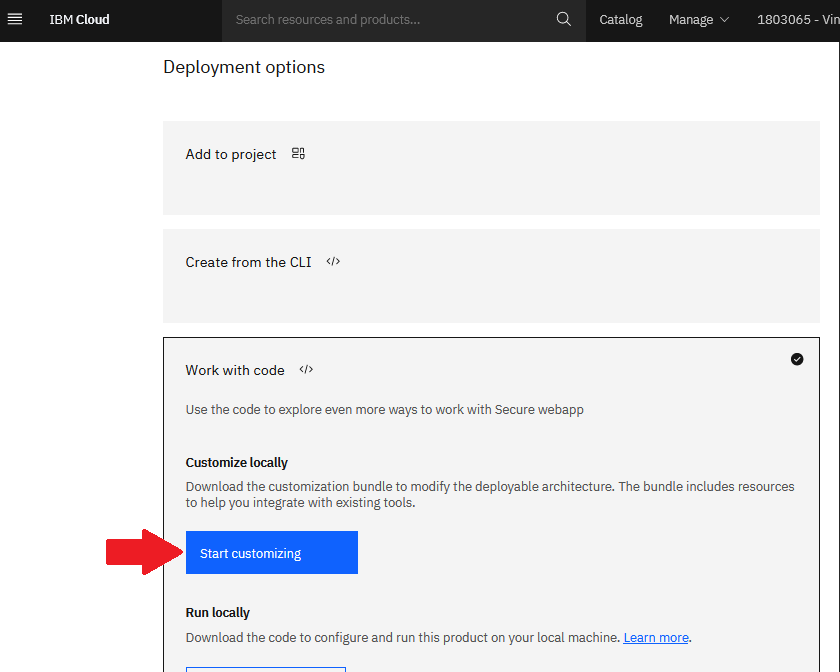 IBM Cloud
Search resources and products...
Catalog
Manage
1803065 - Vin
Deployment options
Add to project
Create from the CLI </>
Work with code </>
Use the code to explore even more ways to work with Secure webapp
Customize locally
Download the customization bundle to modify the deployable architecture. The bundle includes resources
to help you integrate with existing tools.
Start customizing
Run locally
Download the code to configure and run this product on your local machine. Learn more.